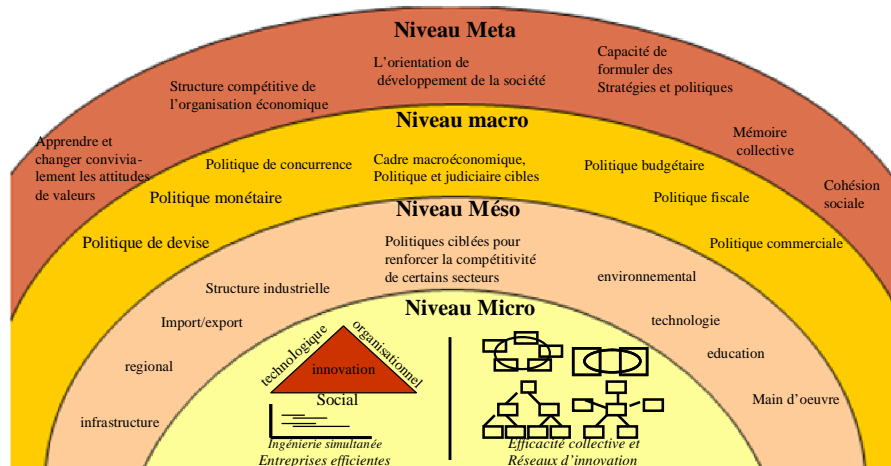 Niveau Meta
L'orientation de
développement de la société
Capacité de
formuler des
Stratégies et politiques
Structure compétitive de
l'organisation économique
Apprendre et
changer convivia-
lement les attitudes
de valeurs
Mémoire
collective
Cohésion
sociale
Niveau macro
Politique de concurrence
Cadre macroéconomique,
Politique et judiciaire cibles
Politique budgétaire
Politique monétaire
Politique fiscale
Politique de devise
Politique commerciale
Niveau Méso
Politiques ciblées pour
renforcer la compétitivité
de certains secteurs
Structure industrielle
environnemental
Import/export
technologie
regional
education
infrastructure
Main d'oeuvre
Niveau Micro
technologique
organisationnel
innovation
Social
Ingénierie simultanée
Entreprises efficientes
Efficacité collective et
Réseaux d'innovation